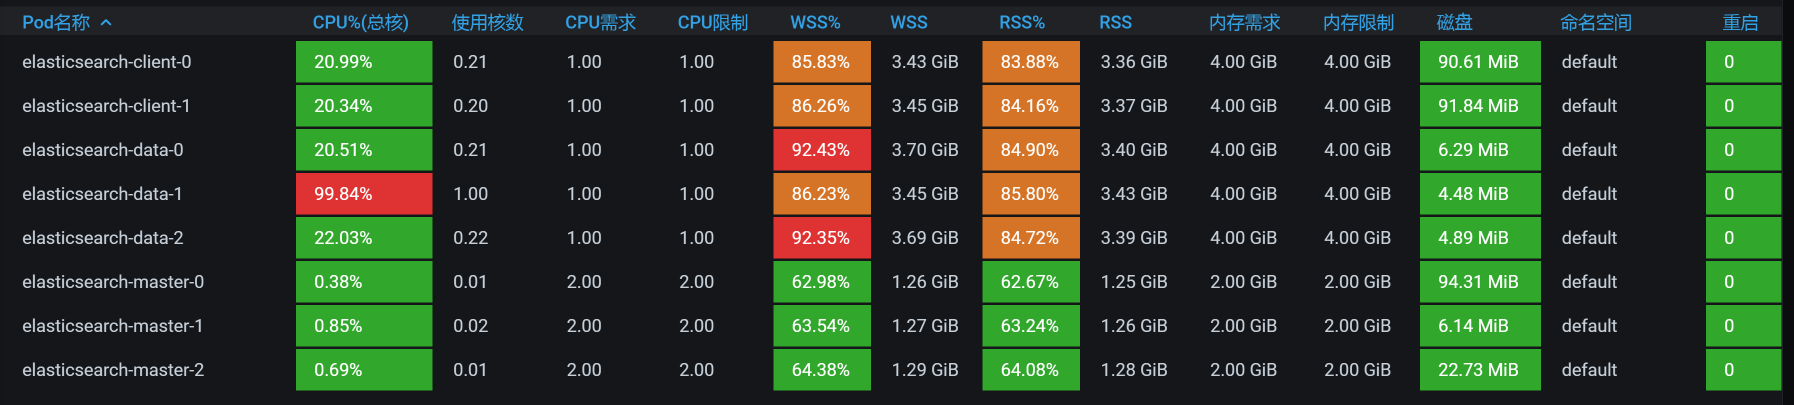 Pod名称 CPU%(总核) 使用核数 CPU需求 CPU限制 WSS% WSS RSS% RSS 内存需求 内存限制 磁盘 命名空间 重启
elasticsearch-client-0 20.99% 0.21 1.00 1.00 85.83% 3.43 GiB 83.88% 3.36 GiB 4.00 GiB 4.00 GiB 90.61 MiB default 0
elasticsearch-client-1 20.34% 0.20 1.00 1.00 86.26% 3.45 GiB 84.16% 3.37 GiB 4.00 GiB 4.00 GiB 91.84 MiB default 0
elasticsearch-data-0 20.51% 0.21 1.00 1.00 92.43% 3.70 GiB 84.90% 3.40 GiB 4.00 GiB 4.00 GiB 6.29 MiB default 0
elasticsearch-data-1 99.84% 1.00 1.00 1.00 86.23% 3.45 GiB 85.80% 3.43 GiB 4.00 GiB 4.00 GiB 4.48 MiB default 0
elasticsearch-data-2 22.03% 0.22 1.00 1.00 92.35% 3.69 GiB 84.72% 3.39 GiB 4.00 GiB 4.00 GiB 4.89 MiB default 0
elasticsearch-master-0 0.38% 0.01 2.00 2.00 62.98% 1.26 GiB 62.67% 1.25 GiB 2.00 GiB 2.00 GiB 94.31 MiB default 0
elasticsearch-master-1 0.85% 0.02 2.00 2.00 63.54% 1.27 GiB 63.24% 1.26 GiB 2.00 GiB 2.00 GiB 6.14 MiB default 0
elasticsearch-master-2 0.69% 0.01 2.00 2.00 64.38% 1.29 GiB 64.08% 1.28 GiB 2.00 GiB 2.00 GiB 22.73 MiB default 0